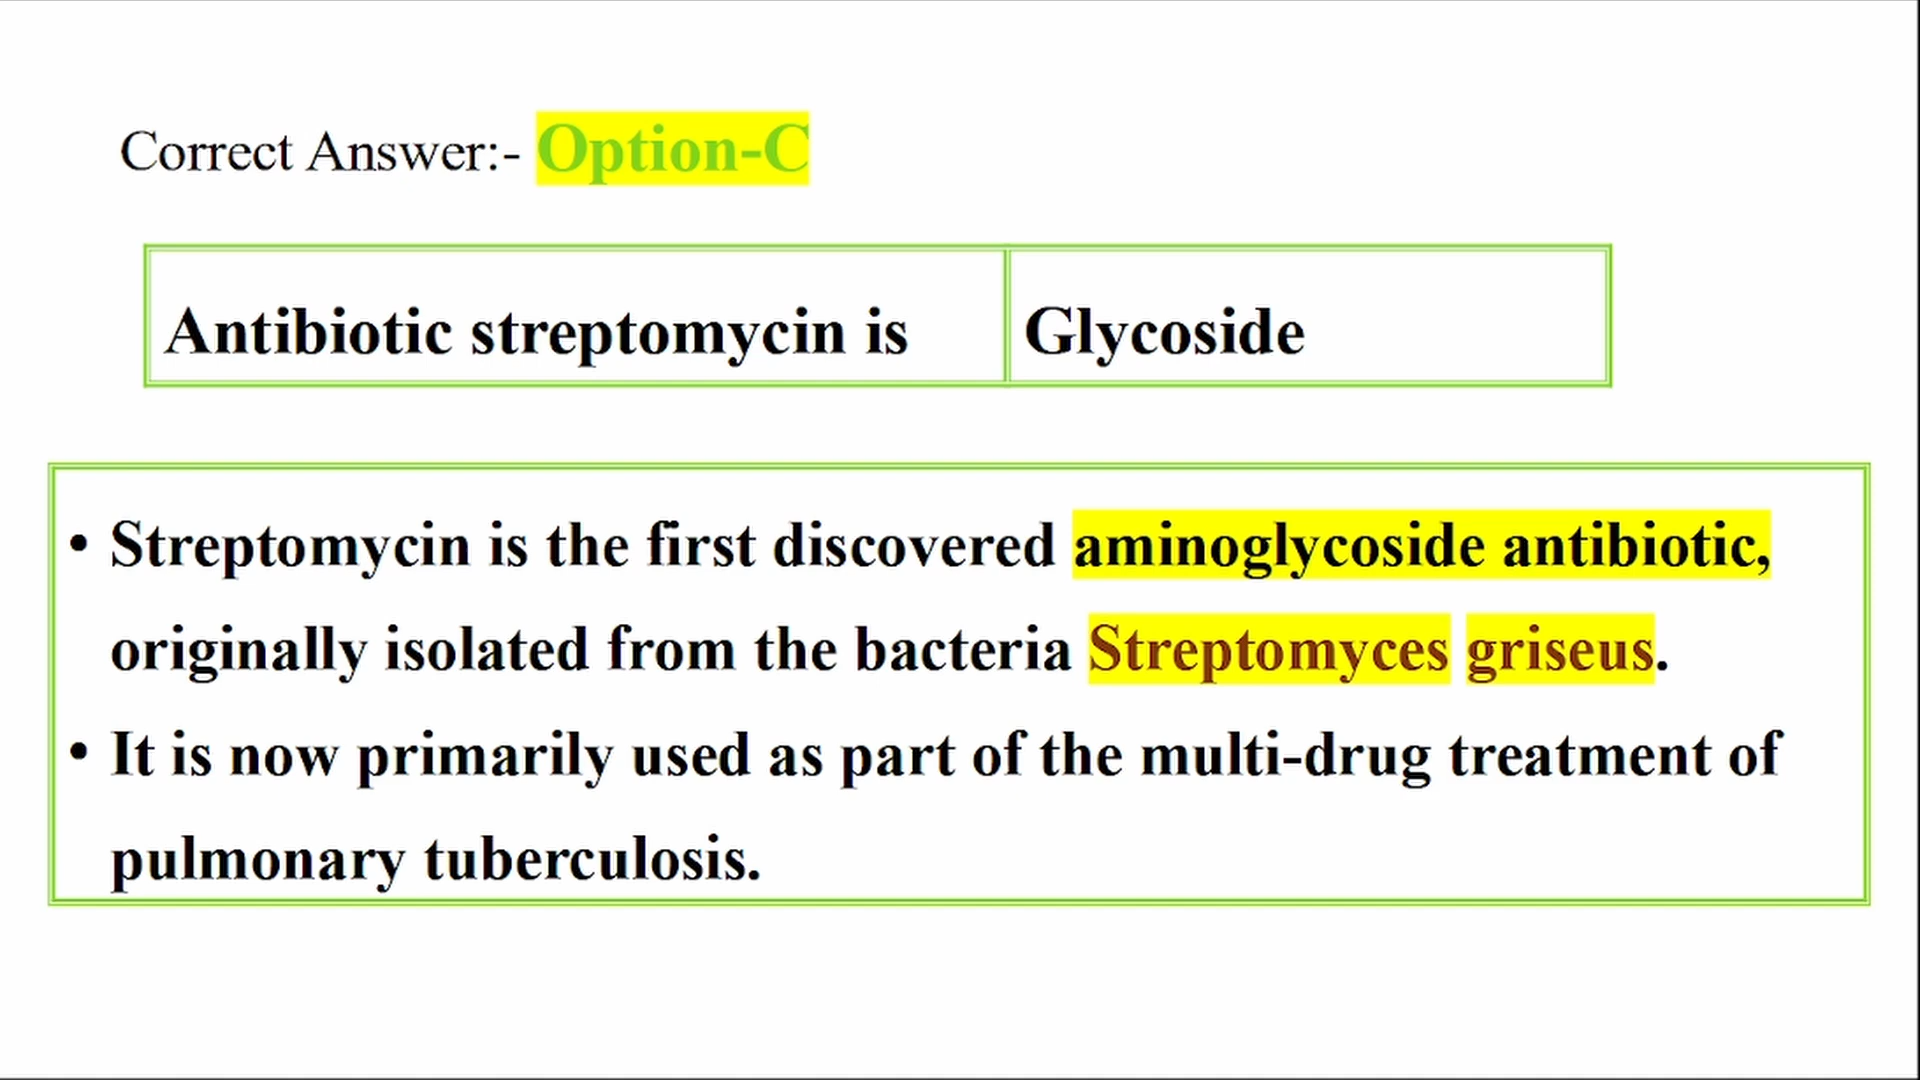 Correct Answer:- Option-C
Antibiotic streptomycin is Glycoside
• Streptomycin is the first discovered aminoglycoside antibiotic,
originally isolated from the bacteria Streptomyces griseus.
• It is now primarily used as part of the multi-drug treatment of
pulmonary tuberculosis.